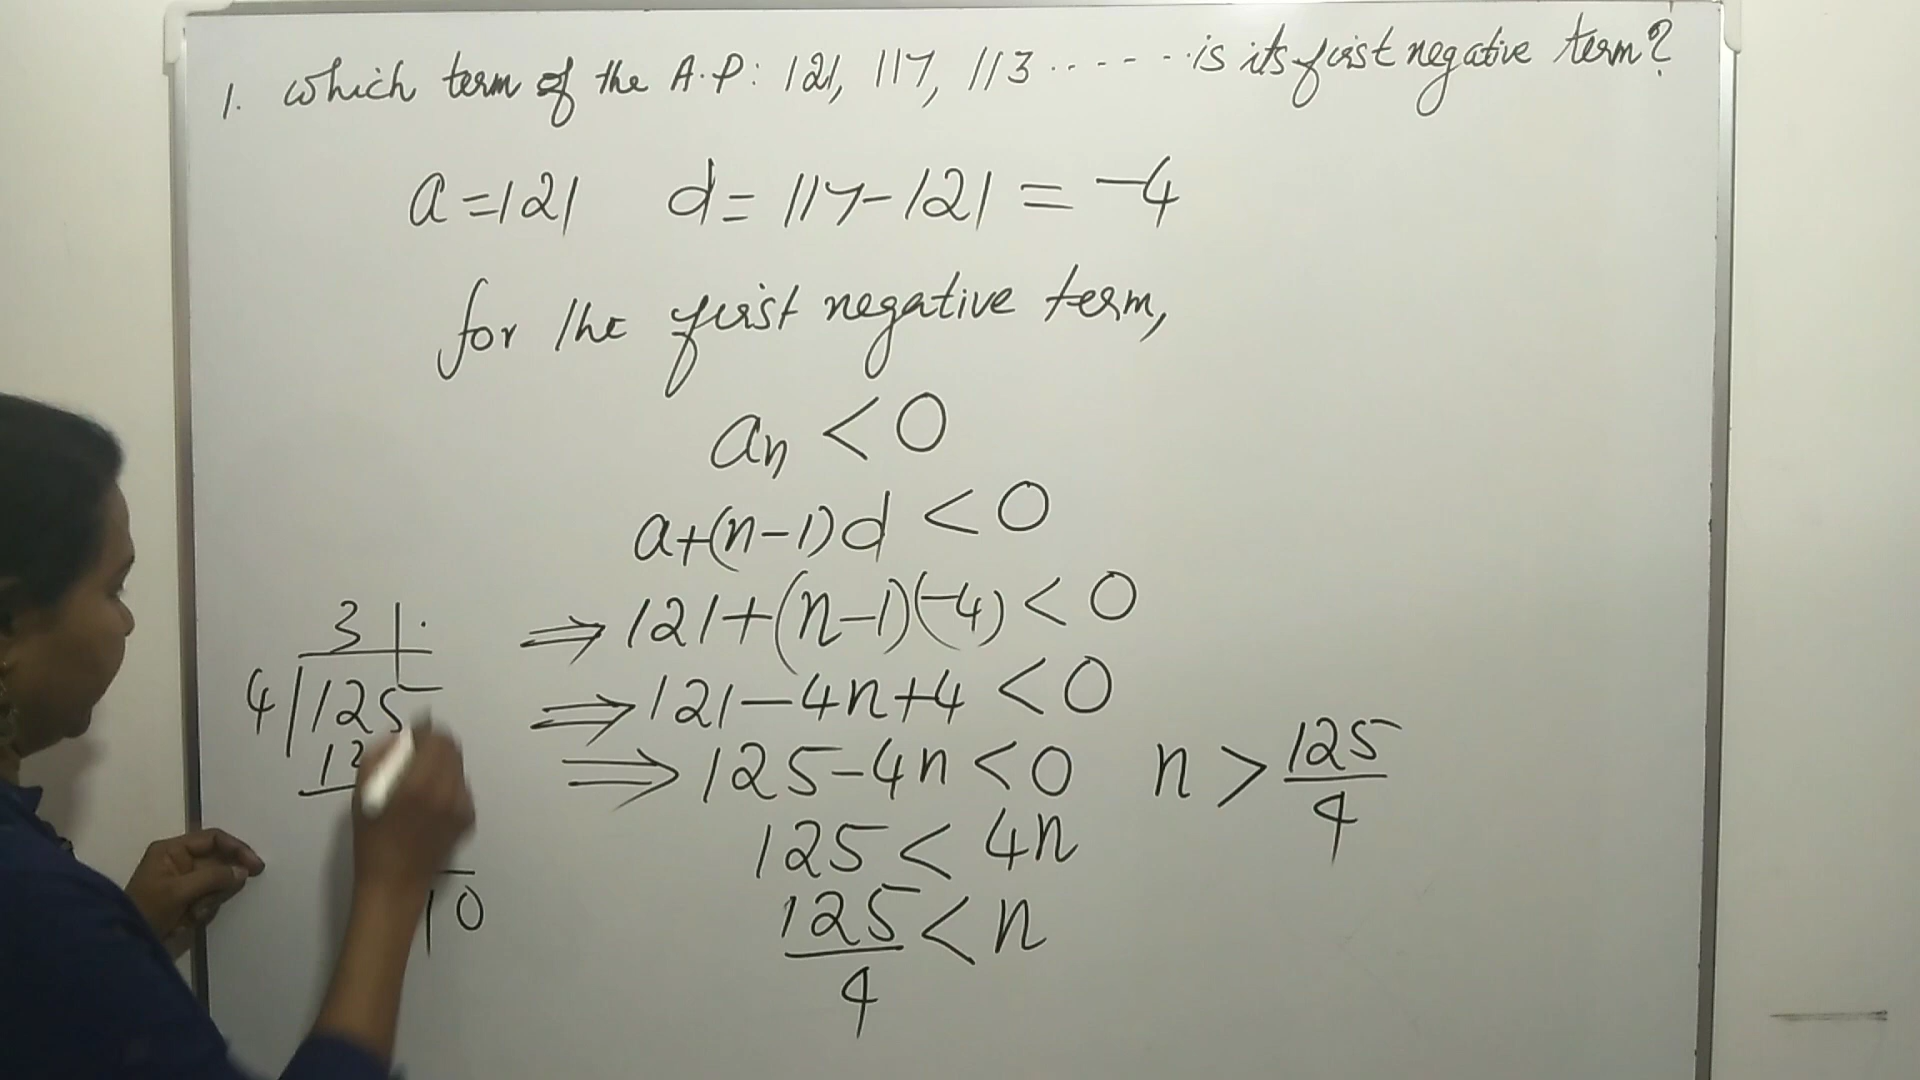 1. Which term of the A.P: 121, 117, 113 ------ is its first negative term?
a = 121 d = 117-121 = -4
for the first negative term,
an < 0
a+(n-1)d < 0
⇒ 121+(n-1)(-4) < 0
⇒ 121-4n+4 < 0
⇒ 125-4n < 0 n > 125/4
125 < 4n
125/4 < n
31.
4|125
12
10